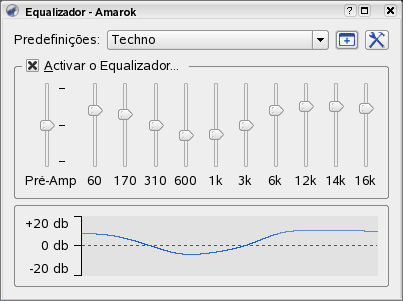 Equalizador - Amarok
Predefinições: Techno
Activar o Equalizador...
Pré-Amp 60 170 310 600 1k 3k 6k 12k 14k 16k
+20 db
0 db
-20 db